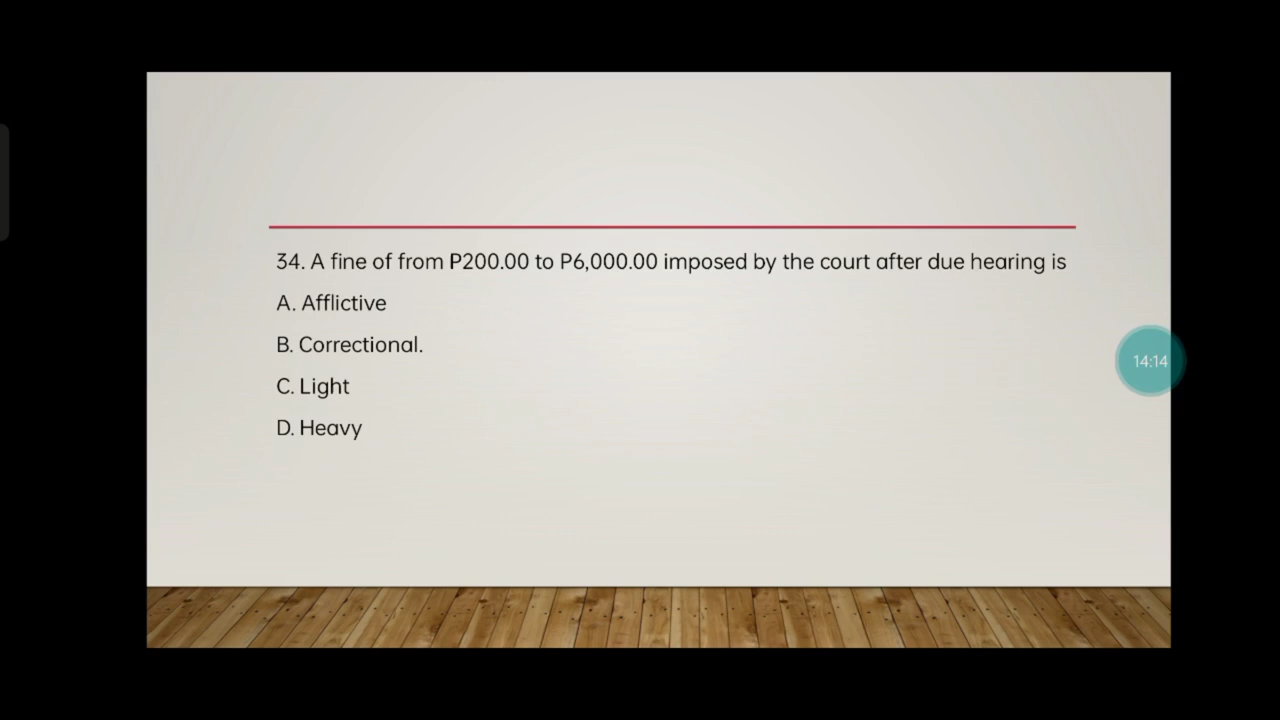 34. A fine of from P200.00 to P6,000.00 imposed by the court after due hearing is
A. Afflictive
B. Correctional.
C. Light
D. Heavy
14:14